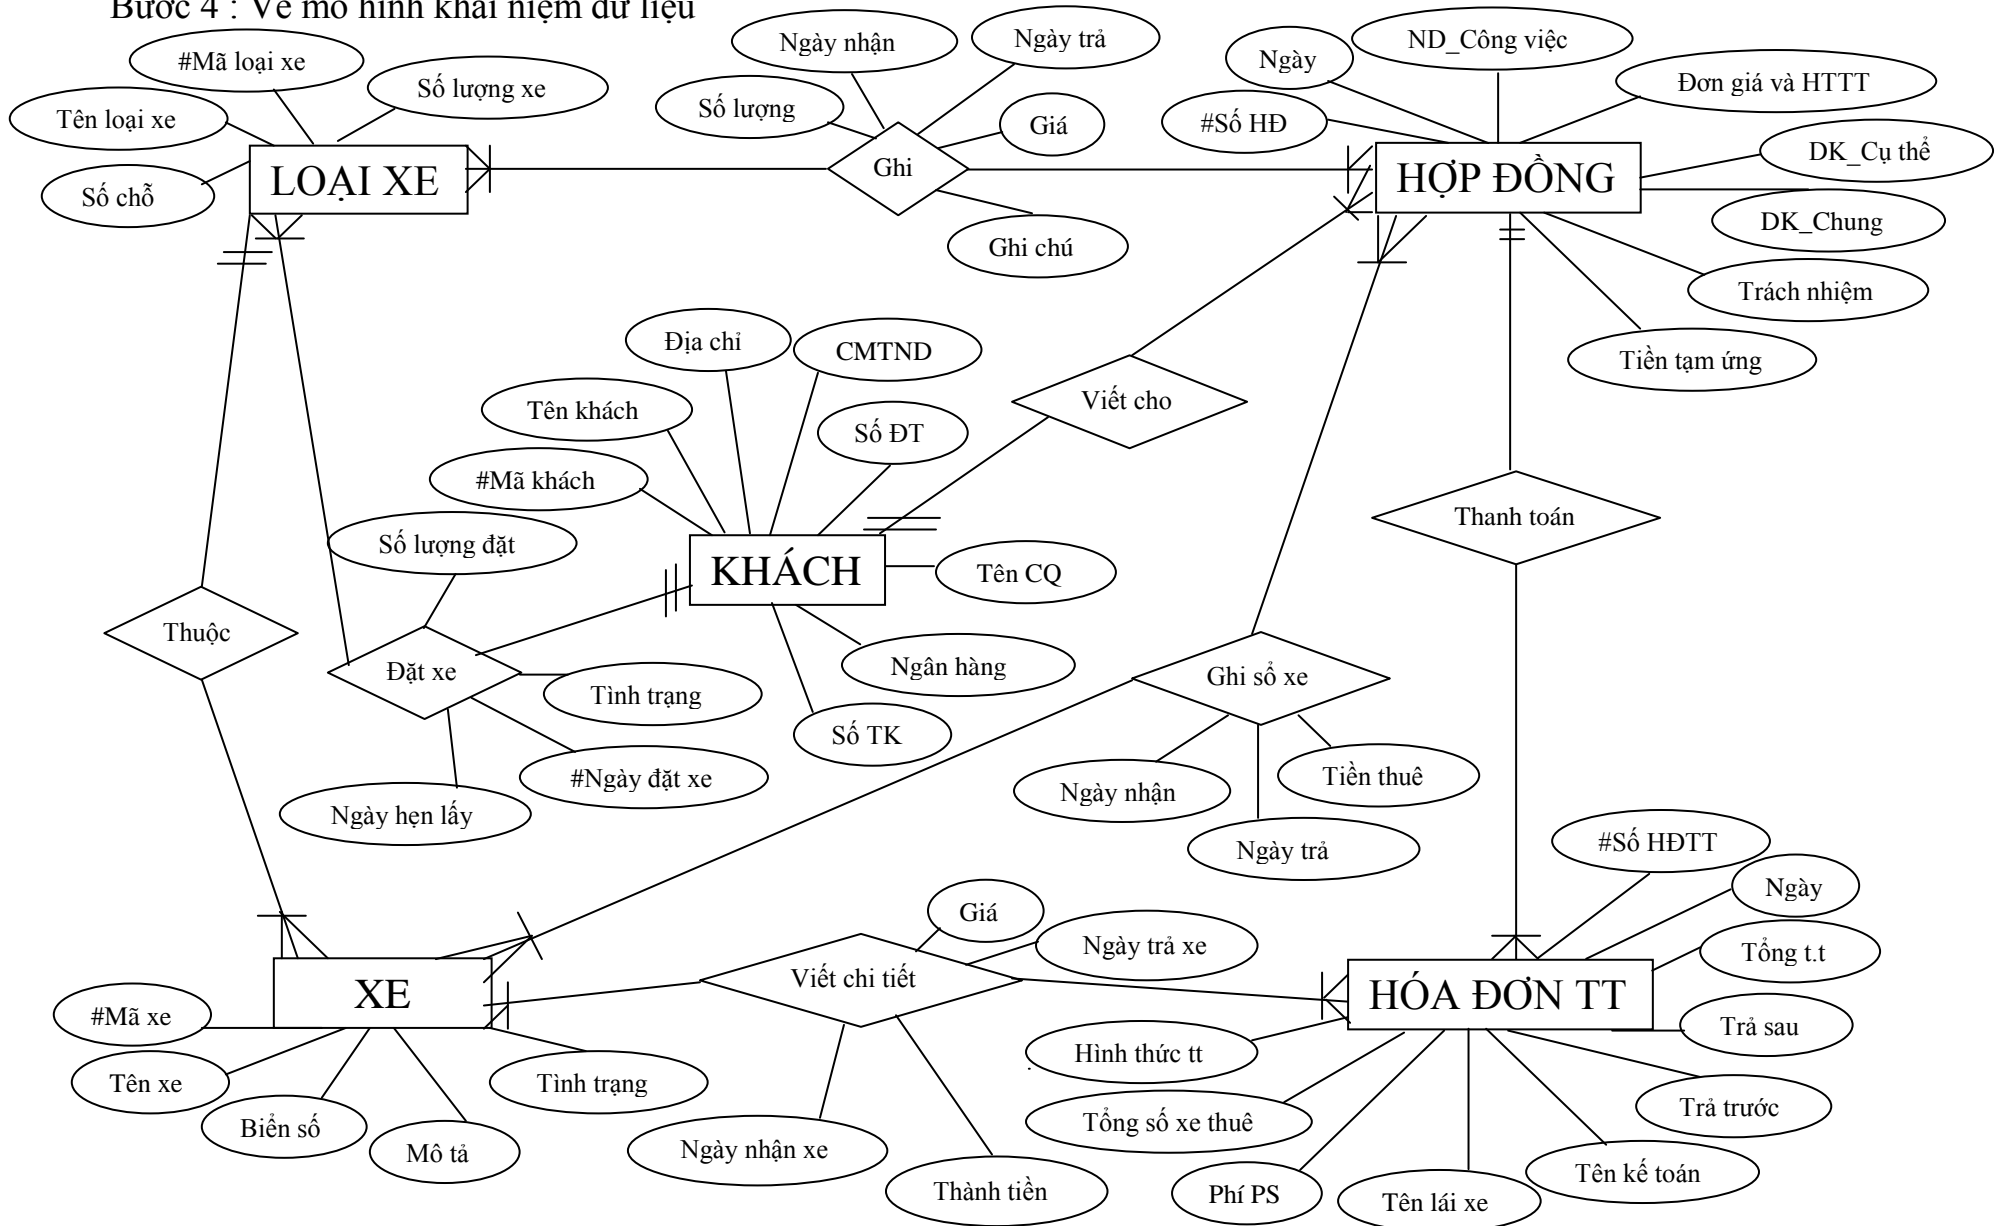 Bước 4 : Vẽ mô hình khái niệm dữ liệu
#Mã loại xe
Tên loại xe
Số lượng xe
Số chỗ
LOẠI XE
Ngày nhận
Ngày trả
Số lượng
Giá
Ghi
Ghi chú
Ngày
ND_Công việc
Đơn giá và HTTT
#Số HĐ
DK_Cụ thể
HỢP ĐỒNG
DK_Chung
Trách nhiệm
Tiền tạm ứng
Địa chỉ
CMTND
Tên khách
Số ĐT
#Mã khách
Viết cho
Số lượng đặt
KHÁCH
Tên CQ
Thanh toán
Thuộc
Đặt xe
Tình trạng
Ngân hàng
Số TK
#Ngày đặt xe
Ngày hẹn lấy
Ghi sổ xe
Ngày nhận
Tiền thuê
Ngày trả
#Số HĐTT
Ngày
Tổng t.t
Giá
Ngày trả xe
Viết chi tiết
XE
HÓA ĐƠN TT
#Mã xe
Tên xe
Biển số
Mô tả
Tình trạng
Ngày nhận xe
Thành tiền
Hình thức tt
Tổng số xe thuê
Phí PS
Tên lái xe
Tên kế toán
Trả trước
Trả sau